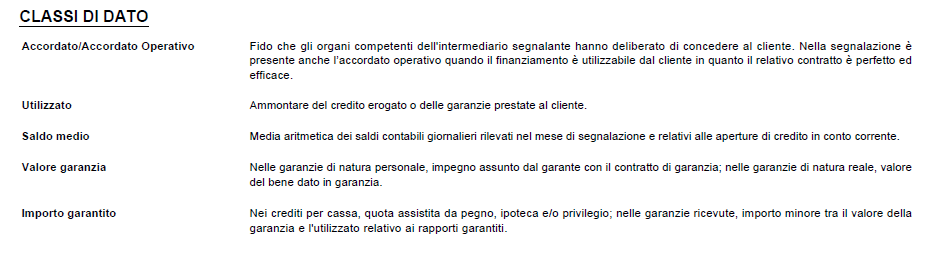 CLASSI DI DATO
Accordato/Accordato Operativo
Fido che gli organi competenti dell'intermediario segnalante hanno deliberato di concedere al cliente. Nella segnalazione è
presente anche l'accordato operativo quando il finanziamento è utilizzabile dal cliente in quanto il relativo contratto è perfetto ed
efficace.
Utilizzato
Ammontare del credito erogato o delle garanzie prestate al cliente.
Saldo medio
Media aritmetica dei saldi contabili giornalieri rilevati nel mese di segnalazione e relativi alle aperture di credito in conto corrente.
Valore garanzia
Nelle garanzie di natura personale, impegno assunto dal garante con il contratto di garanzia; nelle garanzie di natura reale, valore
del bene dato in garanzia.
Importo garantito
Nei crediti per cassa, quota assistita da pegno, ipoteca e/o privilegio; nelle garanzie ricevute, importo minore tra il valore della
garanzia e l'utilizzato relativo ai rapporti garantiti.